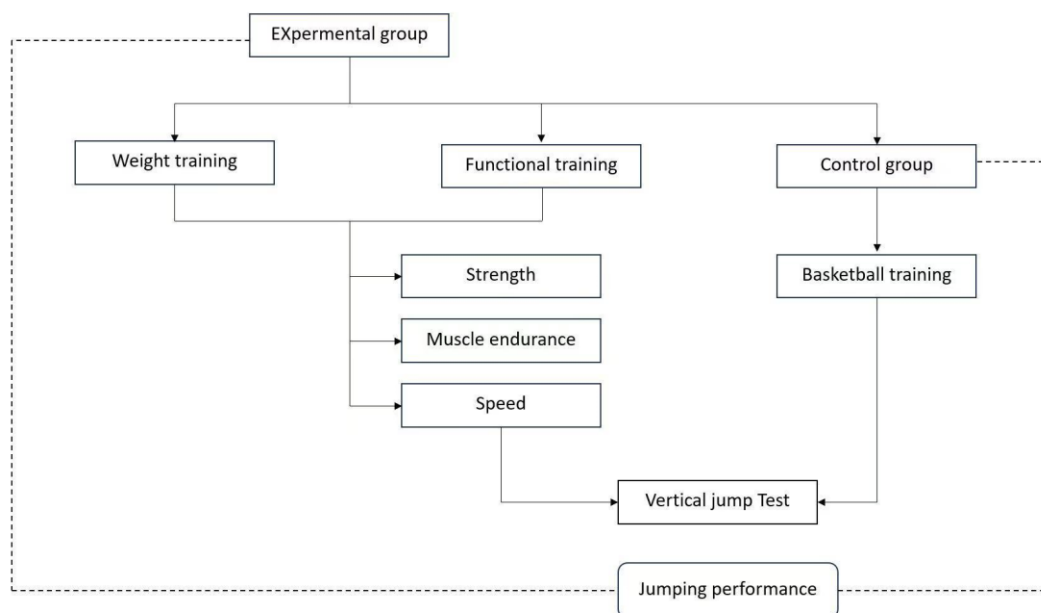 EXpermental group
Weight training
Functional training
Control group
Strength
Basketball training
Muscle endurance
Speed
Vertical jump Test
Jumping performance